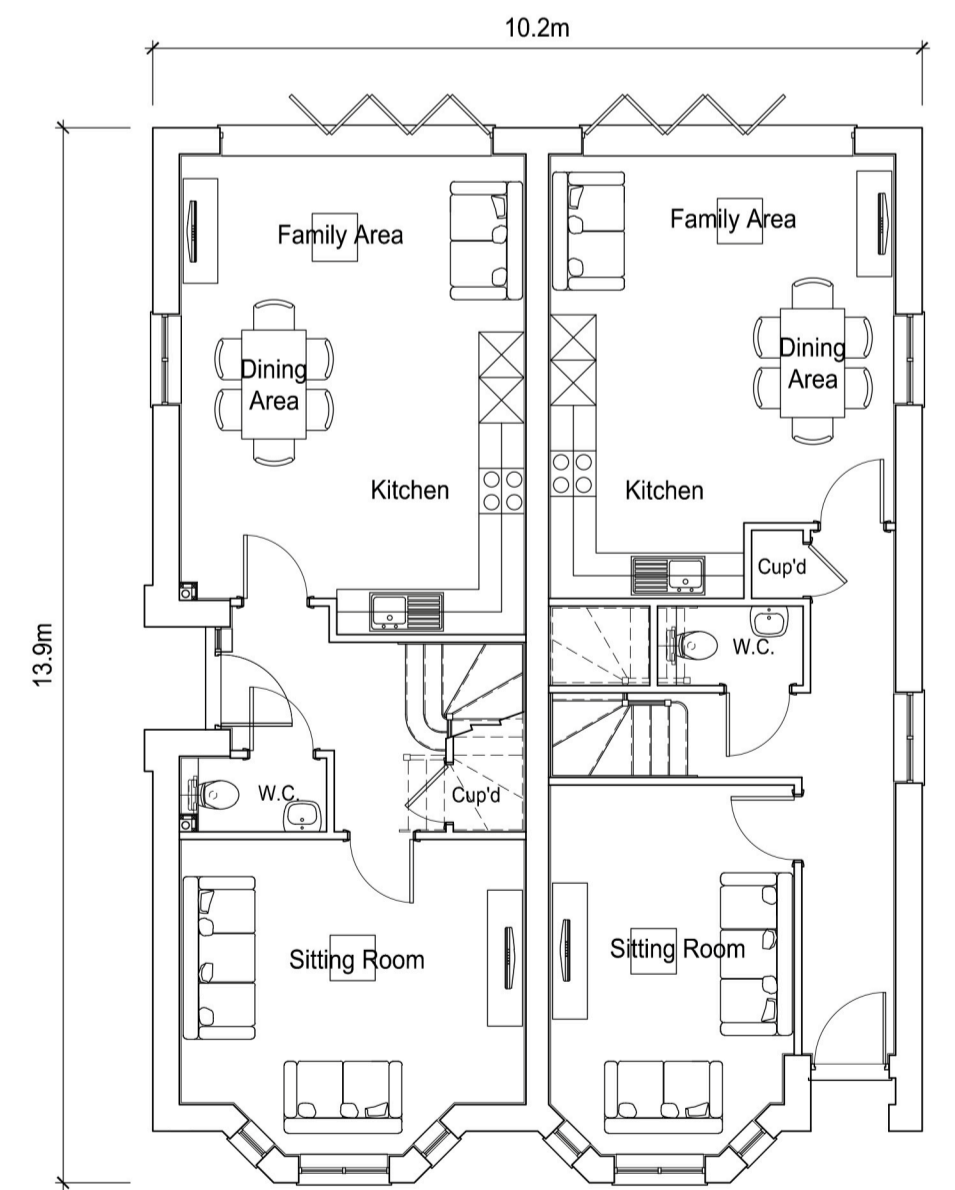 10.2m
13.9m
Family Area
Family Area
Dining
Area
Dining
Area
Kitchen
Kitchen
Cup'd
W.C.
W.C.
Cup'd
Sitting Room
Sitting Room